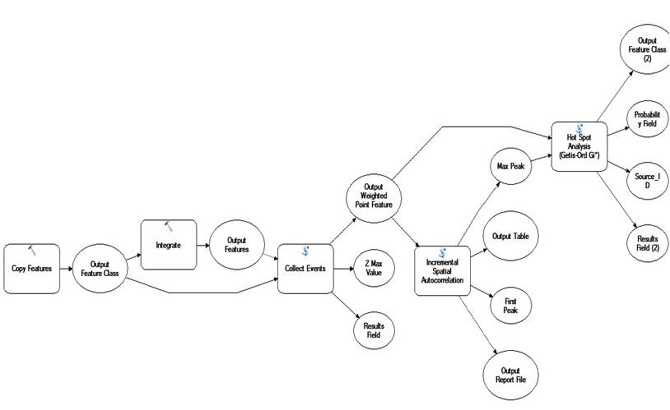 Copy Features
Output
Feature Class
Integrate
Output
Features
Collect Events
Output
Weighted
Point Feature
Z Max
Value
Results
Field
Incremental
Spatial
Autocorrelation
Max Peak
Output Table
First
Peak
Output
Report File
Hot Spot
Analysis
(Getis-Ord Gi*)
Output
Feature Class
(2)
Probabilit
y Field
Source_I
D
Results
Field (2)